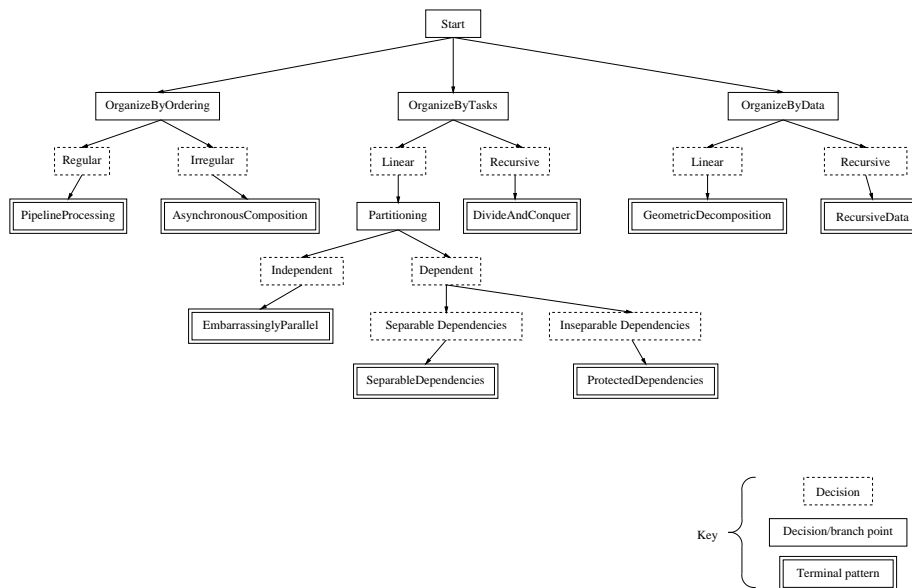 Start
OrganizeByOrdering
OrganizeByTasks
OrganizeByData
Regular
Irregular
Linear
Recursive
Linear
Recursive
PipelineProcessing
AsynchronousComposition
Partitioning
DivideAndConquer
GeometricDecomposition
RecursiveData
Independent
Dependent
EmbarrassinglyParallel
Separable Dependencies
Inseparable Dependencies
SeparableDependencies
ProtectedDependencies
Key
Decision
Decision/branch point
Terminal pattern